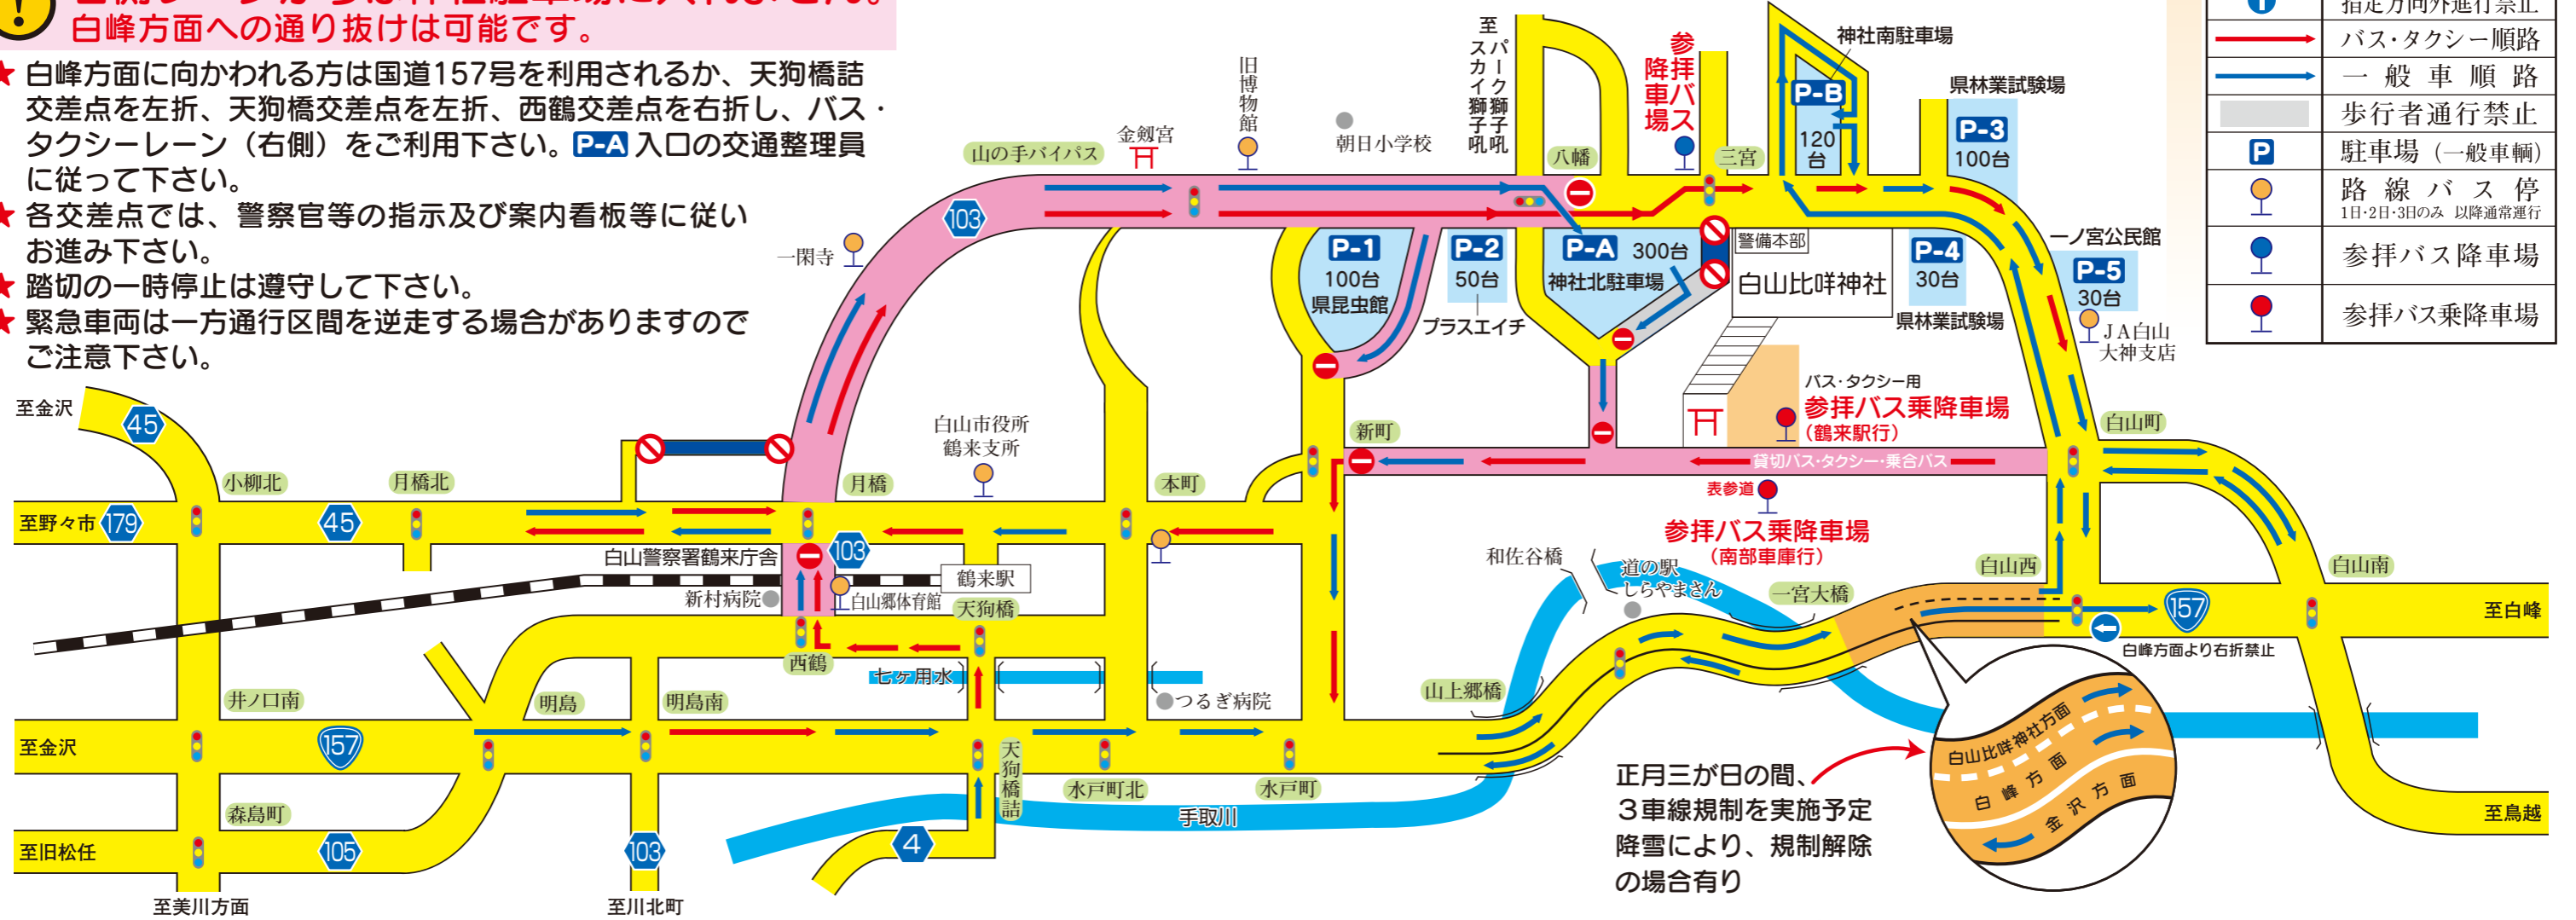 白峰方面への通り抜けは可能です。
★ 白峰方面に向かわれる方は国道157号を利用されるか、天狗橋詰
交差点を左折、天狗橋交差点を左折、西鶴交差点を右折し、バス・
タクシーレーン（右側）をご利用下さい。P-A入口の交通整理員
に従って下さい。
★ 各交差点では、警察官等の指示及び案内看板等に従い
お進み下さい。
★ 踏切の一時停止は遵守して下さい。
★ 緊急車両は一方通行区間を逆走する場合がありますので
ご注意下さい。
指定方向外進行禁止
バス・タクシー順路
一般車順路
歩行者通行禁止
P
駐車場（一般車輌）
路線バス停
1日・2日・3日のみ 以降通常運行
参拝バス降車場
参拝バス乗降車場
至
パーク獅子吼
スカイ獅子吼
参拝バス
降車場
神社南駐車場
P-B
120
台
県林業試験場
P-3
100台
旧博物館
金剱宮
朝日小学校
山の手バイパス
八幡
三宮
103
一閑寺
P-1
100台
県昆虫館
P-2
50台
プラスエイチ
P-A
300台
神社北駐車場
警備本部
白山比咩神社
P-4
30台
県林業試験場
一ノ宮公民館
P-5
30台
JA白山
大神支店
至金沢
45
白山市役所
鶴来支所
バス・タクシー用
参拝バス乗降車場
（鶴来駅行）
新町
白山町
貸切バス・タクシー・乗合バス
小柳北
月橋北
月橋
本町
表参道
参拝バス乗降車場
（南部車庫行）
至野々市
179
45
白山警察署鶴来庁舎
103
鶴来駅
新村病院
白山郷体育館
天狗橋
和佐谷橋
道の駅
しらやまさん
一宮大橋
白山西
白山南
157
至白峰
白峰方面より右折禁止
西鶴
七ヶ用水
井ノ口南
明島
明島南
つるぎ病院
山上郷橋
至金沢
157
天狗橋詰
水戸町北
水戸町
森島町
手取川
至旧松任
105
103
4
至美川方面
至川北町
正月三が日の間、
３車線規制を実施予定
降雪により、規制解除
の場合有り
白山比咩神社方面
白峰方面
金沢方面
至鳥越